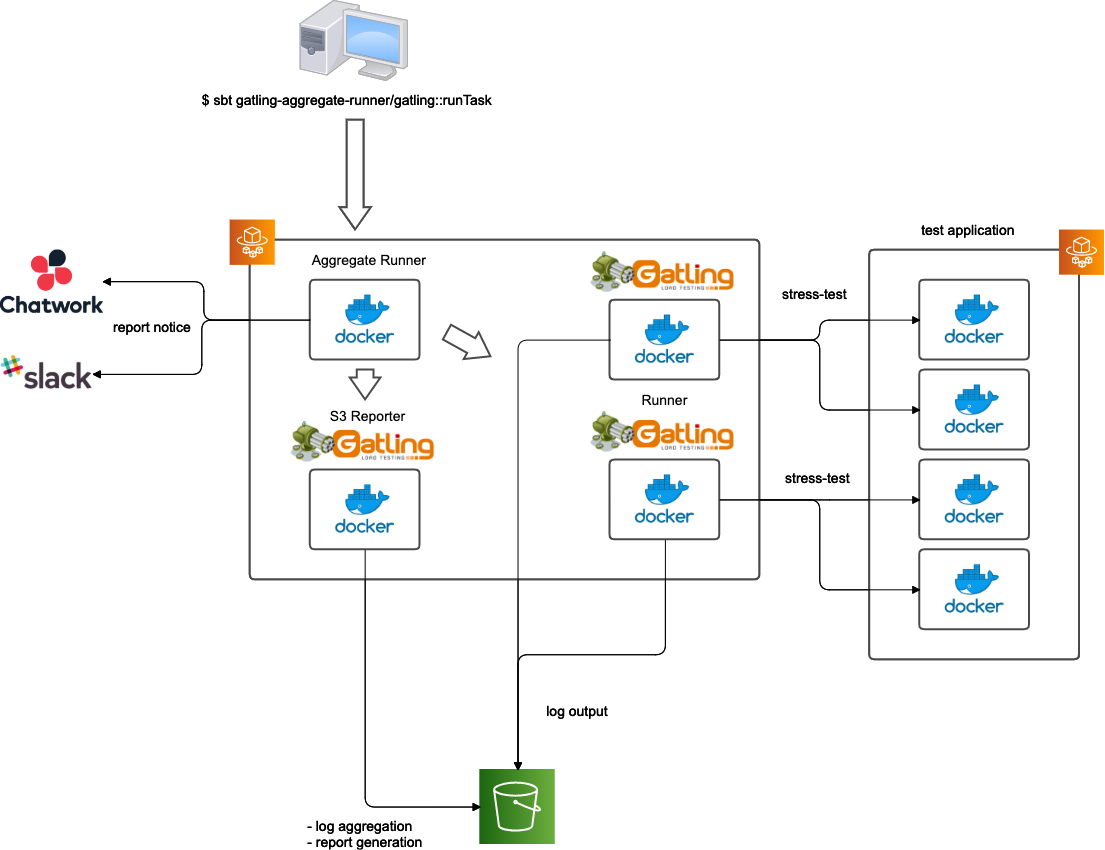 $ sbt gatling-aggregate-runner/gatling::runTask
test application
Aggregate Runner
Gatling
LOAD TESTING
stress-test
Chatwork
report notice
docker
docker
docker
slack
Runner
docker
S3 Reporter
Gatling
LOAD TESTING
Gatling
LOAD TESTING
stress-test
docker
docker
docker
docker
log output
- log aggregation
- report generation